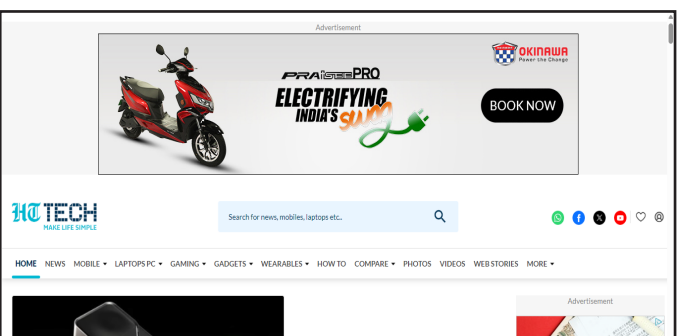 Advertisement
OKINAWA
Power the Change
PRAISEPRO
ELECTRIFYING
INDIA'S SWAG
BOOK NOW
HT TECH
MAKE LIFE SIMPLE
Search for news, mobiles, laptops etc..
HOME NEWS MOBILE LAPTOPS PC GAMING GADGETS WEARABLES HOW TO COMPARE PHOTOS VIDEOS WEB STORIES MORE
Advertisement